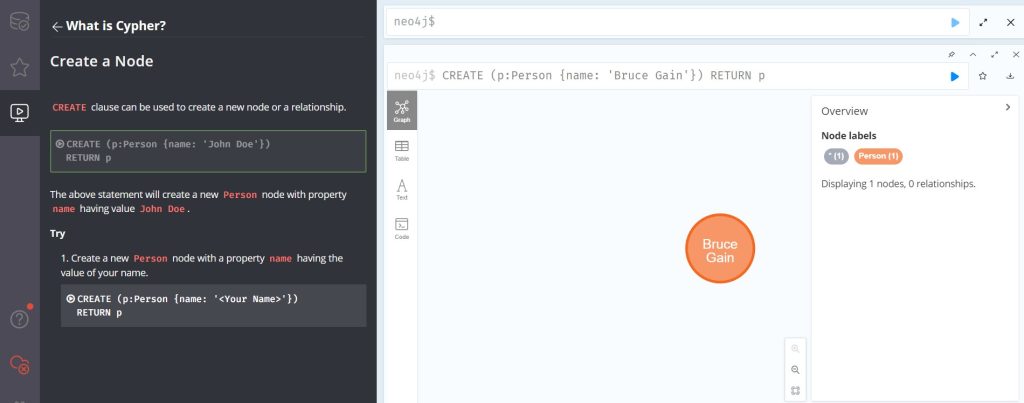 ← What is Cypher?
Create a Node
CREATE clause can be used to create a new node or a relationship.
CREATE (p:Person {name: 'John Doe'})
RETURN p
The above statement will create a new Person node with property
name having value John Doe.
Try
1. Create a new Person node with a property name having the
value of your name.
CREATE (p:Person {name: '<Your Name>'})
RETURN p
neo4j$
neo4j$ CREATE (p:Person {name: 'Bruce Gain'}) RETURN p
Graph
Table
A
Text
Code
Bruce
Gain
Overview
Node labels
* (1) Person (1)
Displaying 1 nodes, 0 relationships.